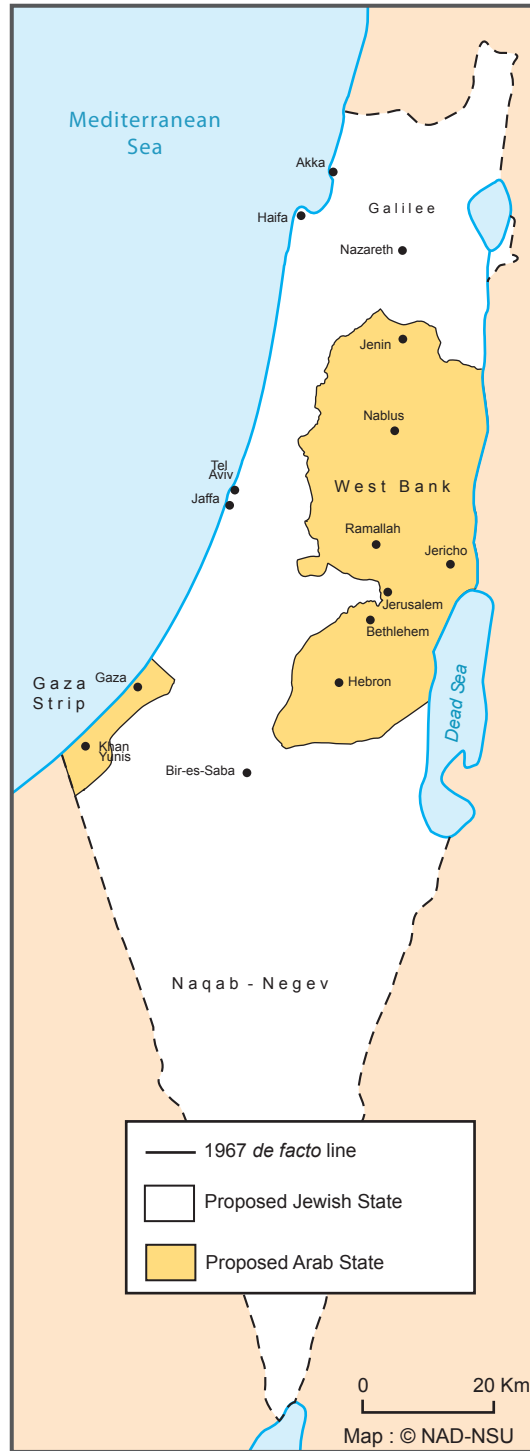 Mediterranean
Sea
Akka
Galilee
Haifa
Nazareth
Jenin
Nablus
Tel
Aviv
West Bank
Jaffa
Ramallah
Jericho
Jerusalem
Bethlehem
Gaza
Strip
Gaza
Hebron
Dead Sea
Khan
Yunis
Bir-es-Saba
Naqab - Negev
1967 de facto line
Proposed Jewish State
Proposed Arab State
0 20 Km
Map : © NAD-NSU